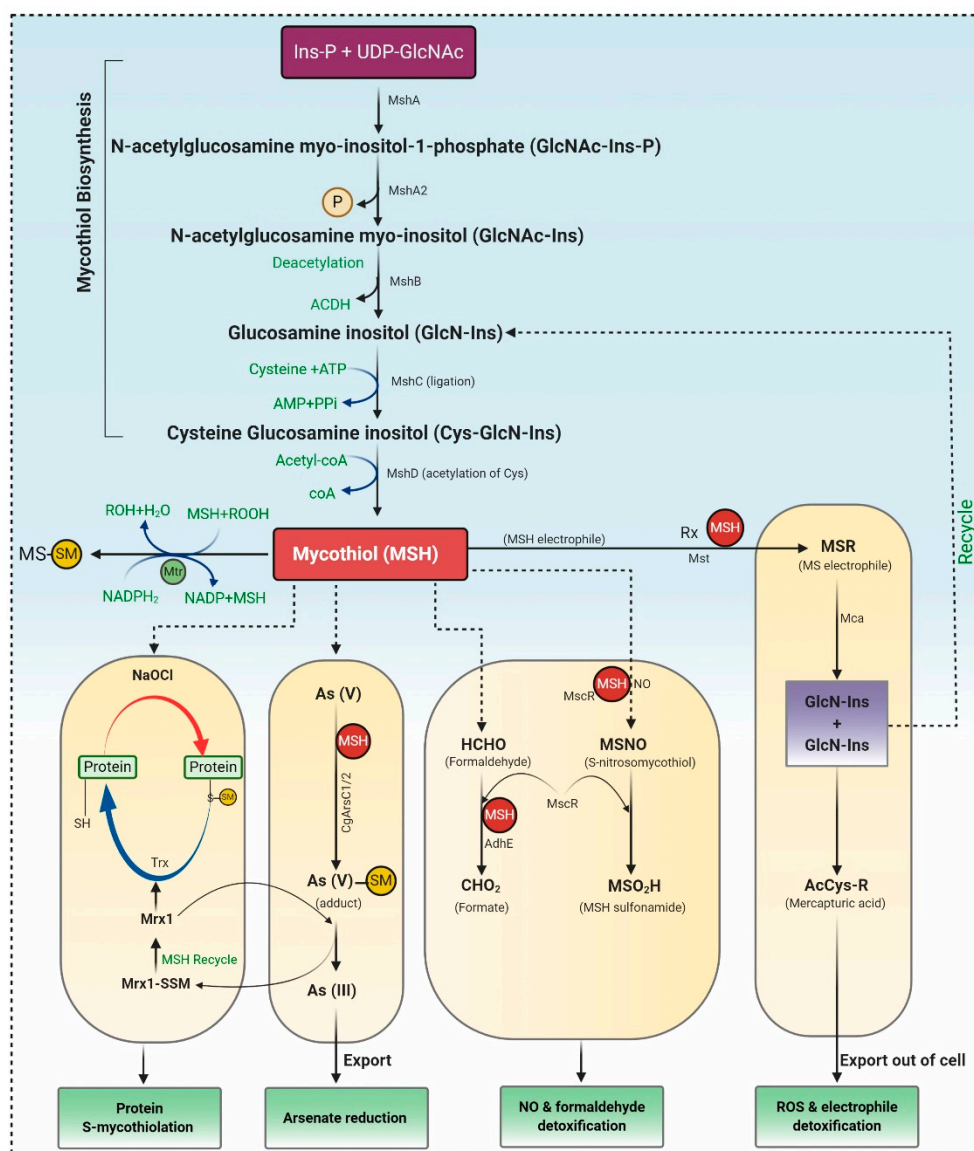 Ins-P + UDP-GlcNAc
Mycothiol Biosynthesis
MshA
N-acetylglucosamine myo-inositol-1-phosphate (GlcNAc-Ins-P)
P
MshA2
N-acetylglucosamine myo-inositol (GlcNAc-Ins)
Deacetylation
MshB
ACDH
Glucosamine inositol (GlcN-Ins)
Cysteine +ATP
MshC (ligation)
AMP+PPi
Cysteine Glucosamine inositol (Cys-GlcN-Ins)
Acetyl-coA
MshD (acetylation of Cys)
coA
ROH+H₂O
MSH+ROOH
MS-SM
Mtr
NADPH₂
NADP+MSH
Mycothiol (MSH)
(MSH electrophile)
Rx
MSH
Mst
MSR
(MS electrophile)
Recycle
Mca
GlcN-Ins
+
GlcN-Ins
AcCys-R
(Mercapturic acid)
Export out of cell
ROS & electrophile
detoxification
NaOCl
Protein
Protein
SH
S-SM
Trx
Mrx1
MSH Recycle
Mrx1-SSM
Protein
S-mycothiolation
As (V)
MSH
CgArsC1/2
As (V)-SM
(adduct)
As (III)
Export
Arsenate reduction
MscR
MSH
NO
HCHO
(Formaldehyde)
MSNO
(S-nitrosomycothiol)
MscR
MSH
AdhE
CHO₂
(Formate)
MSO₂H
(MSH sulfonamide)
NO & formaldehyde
detoxification